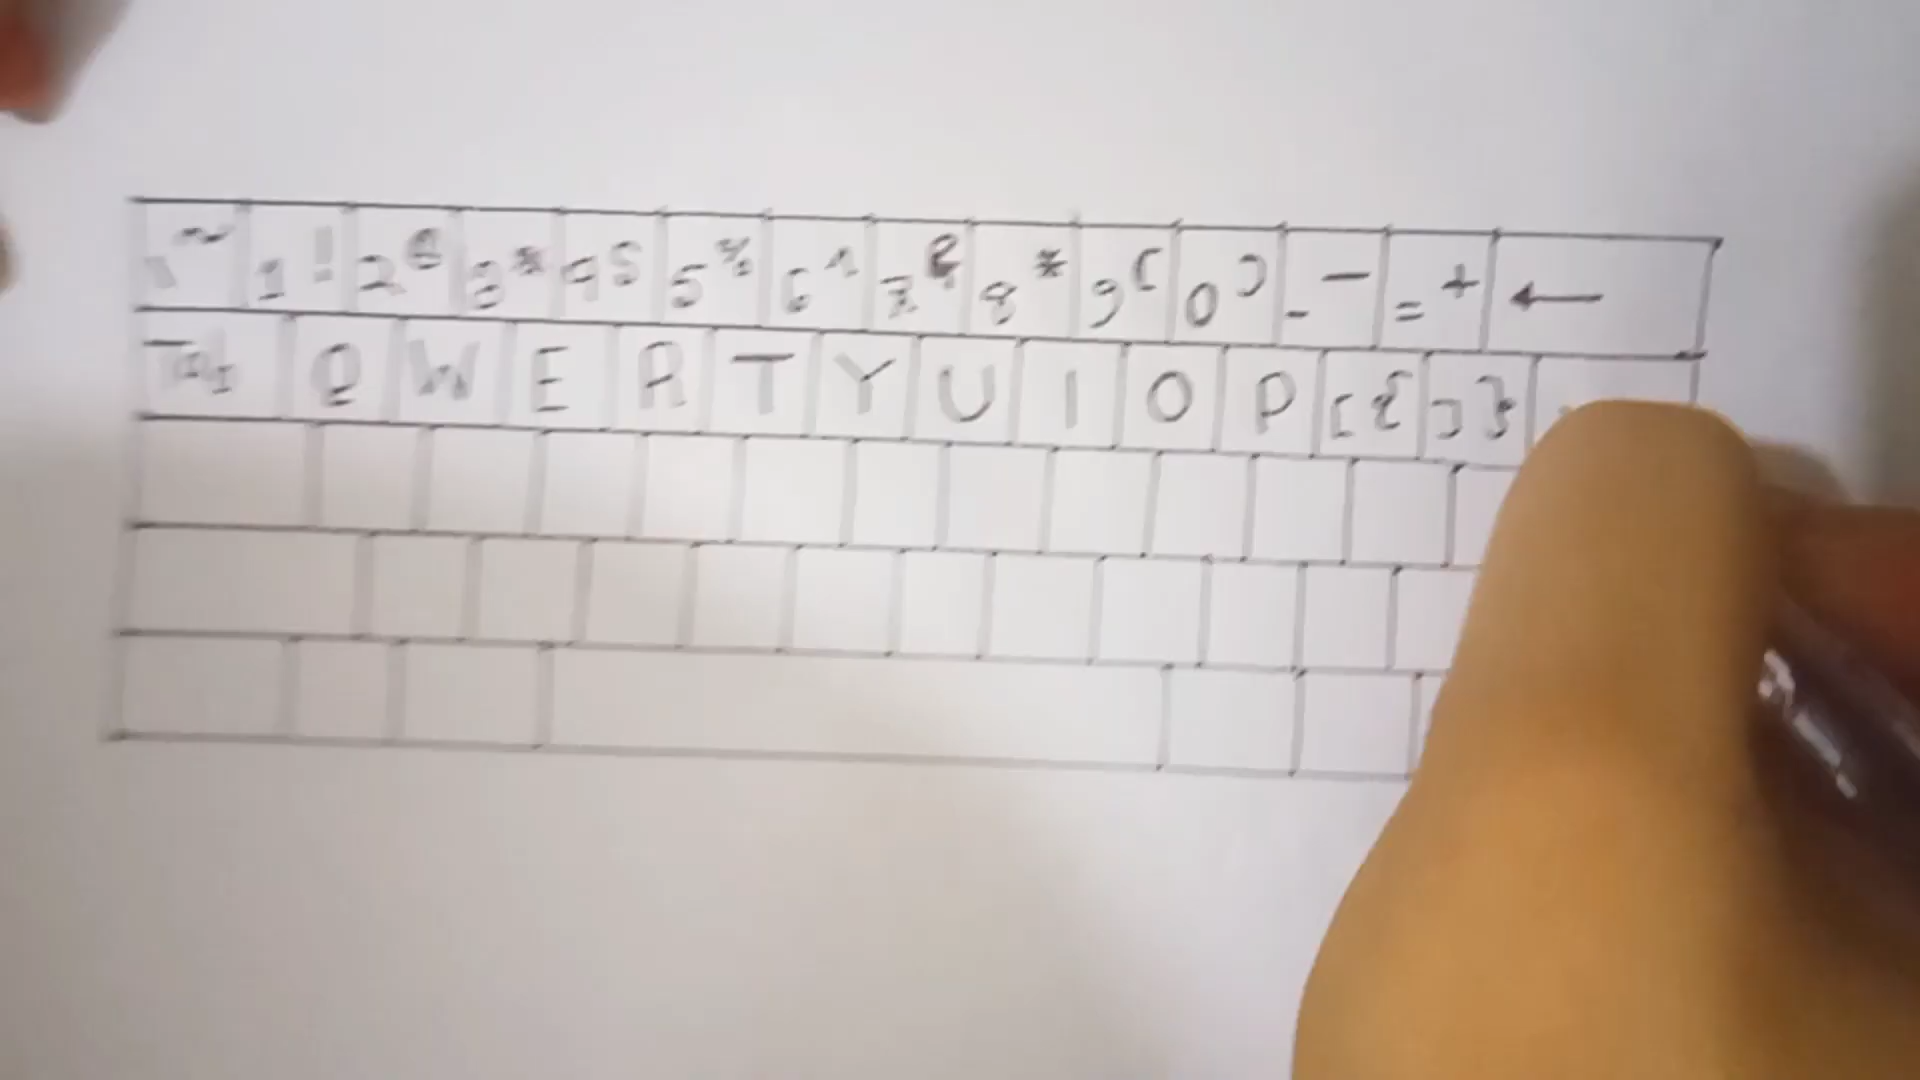 ~ 1 ! 2 @ 3 * 4 5 % 6 ^ 7 & 8 * 9 ( 0 ) - — = + ←
Tab Q W E R T Y U I O P [ { ] }